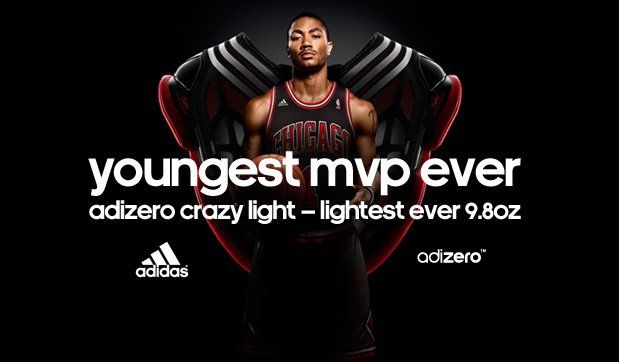 CHICAGO
youngest mvp ever
adizero crazy light – lightest ever 9.8oz
adidas
adizero™